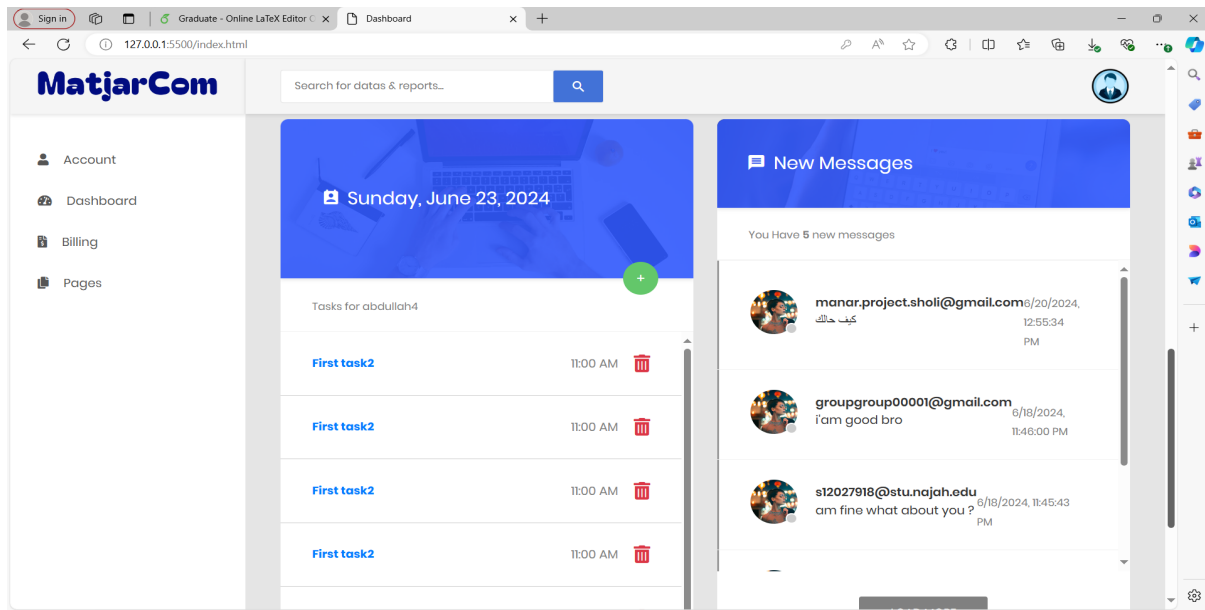 Sign in
Graduate - Online LaTeX Editor
Dashboard
127.0.0.1:5500/index.html
MatjarCom
Search for datas & reports...
Account
Dashboard
Billing
Pages
Sunday, June 23, 2024
Tasks for abdullah4
First task2 11:00 AM
First task2 11:00 AM
First task2 11:00 AM
First task2 11:00 AM
New Messages
You Have 5 new messages
manar.project.sholi@gmail.com 6/20/2024,
كيف حالك 12:55:34
PM
groupgroup00001@gmail.com 6/18/2024,
i'am good bro 11:46:00 PM
s12027918@stu.najah.edu 6/18/2024, 11:45:43
am fine what about you ? PM